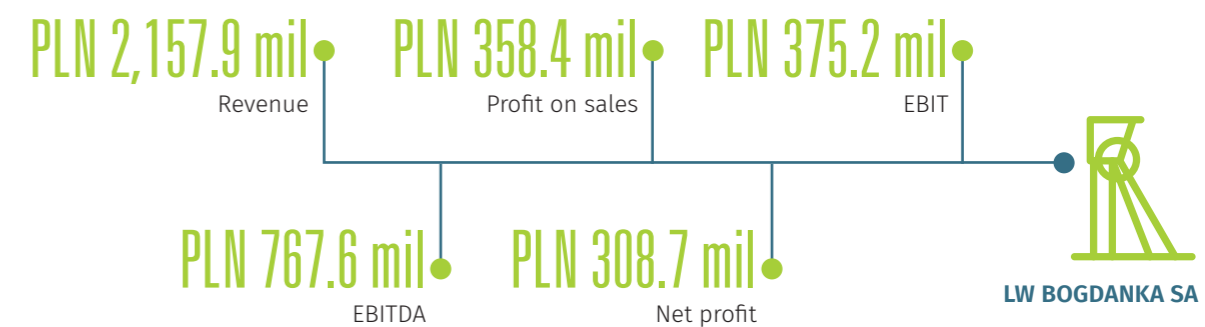 PLN 2,157.9 mil
Revenue
PLN 358.4 mil
Profit on sales
PLN 375.2 mil
EBIT
PLN 767.6 mil
EBITDA
PLN 308.7 mil
Net profit
LW BOGDANKA SA